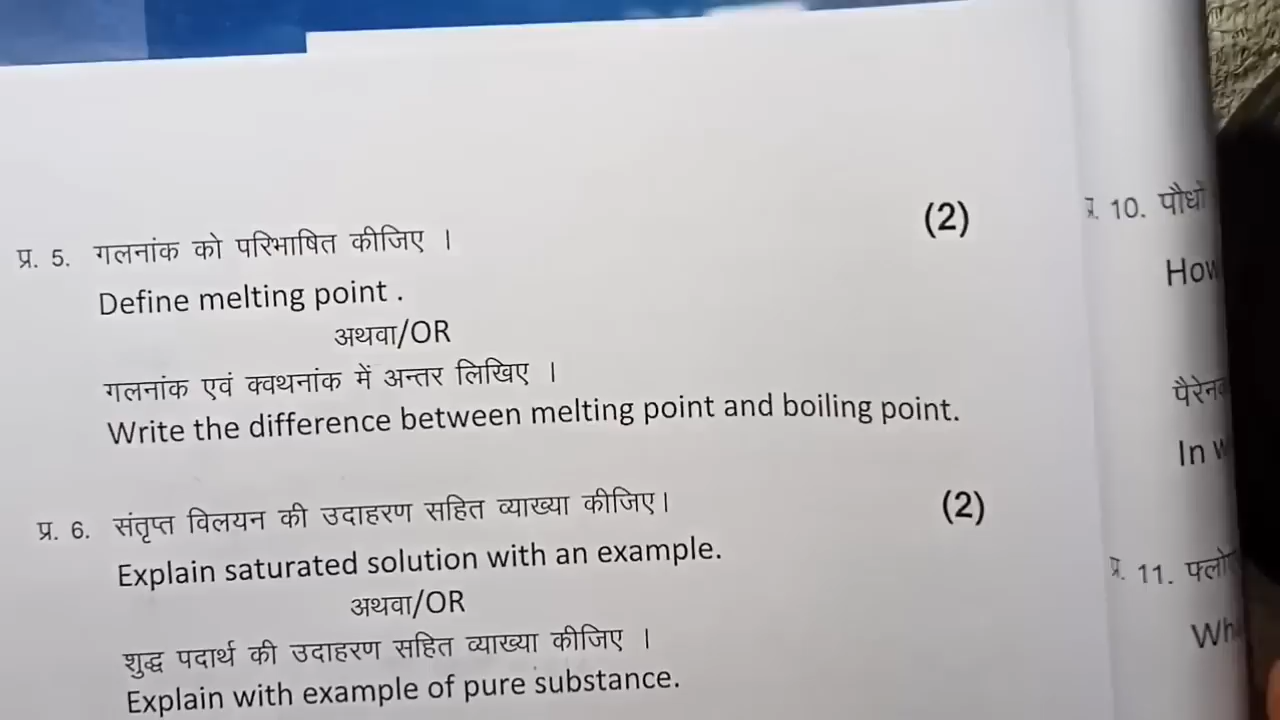 प्र. 5. गलनांक को परिभाषित कीजिए । (2)
Define melting point .
अथवा/OR
गलनांक एवं क्वथनांक में अन्तर लिखिए ।
Write the difference between melting point and boiling point.
प्र. 6. संतृप्त विलयन की उदाहरण सहित व्याख्या कीजिए। (2)
Explain saturated solution with an example.
अथवा/OR
शुद्ध पदार्थ की उदाहरण सहित व्याख्या कीजिए ।
Explain with example of pure substance.
प्र. 10. पौधों
How
In
प्र. 11.